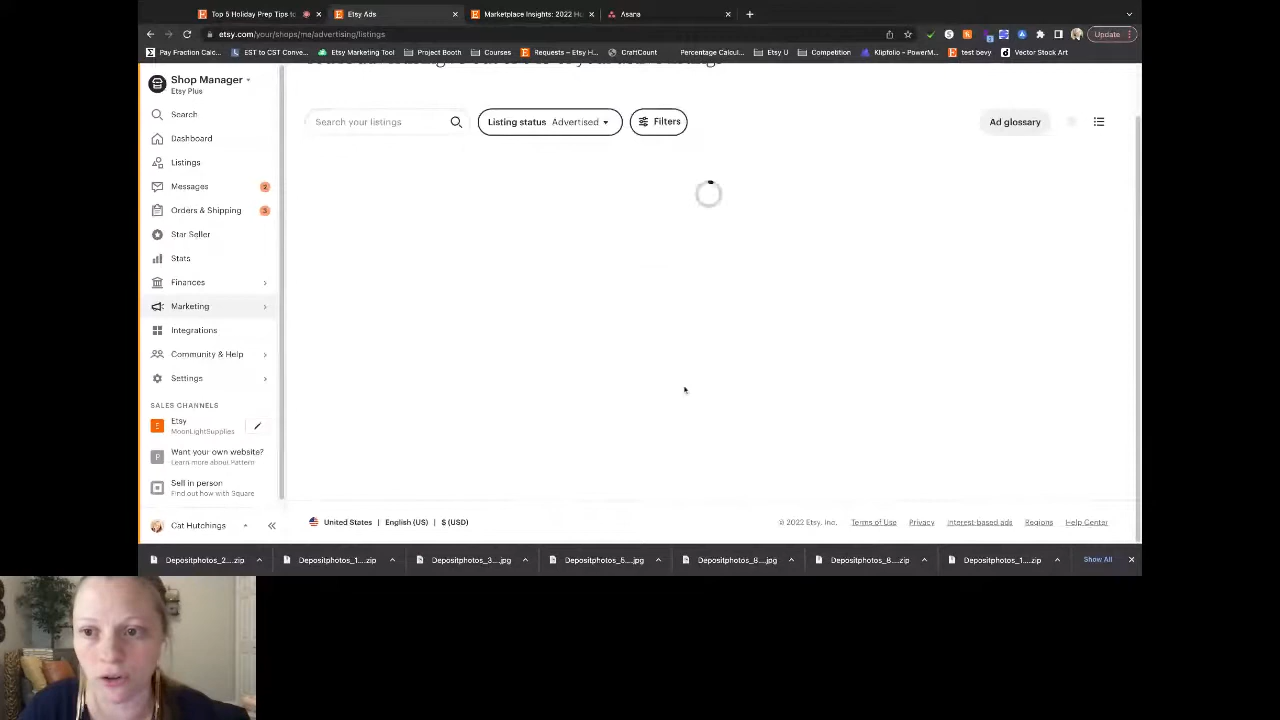 Top 5 Holiday Prep Tips to
Etsy Ads
Marketplace Insights: 2022 Ho
Asana
etsy.com/your/shops/me/advertising/listings
Update
Pay Fraction Calc...
EST to CST Conve...
Etsy Marketing Tool
Project Booth
Courses
Requests – Etsy H...
CraftCount
Percentage Calcul...
Etsy U
Competition
Klipfolio – PowerM...
test bevy
Vector Stock Art
Shop Manager
Etsy Plus
Search
Dashboard
Listings
Messages 2
Orders & Shipping 3
Star Seller
Stats
Finances
Marketing
Integrations
Community & Help
Settings
SALES CHANNELS
Etsy
MoonLightSupplies
Want your own website?
Learn more about Pattern
Sell in person
Find out how with Square
Cat Hutchings
Search your listings
Listing status Advertised
Filters
Ad glossary
United States | English (US) | $ (USD)
© 2022 Etsy, Inc. Terms of Use Privacy Interest-based ads Regions Help Center
Depositphotos_2....zip
Depositphotos_1....zip
Depositphotos_3....jpg
Depositphotos_5....jpg
Depositphotos_6....jpg
Depositphotos_8....zip
Depositphotos_1....zip
Show All